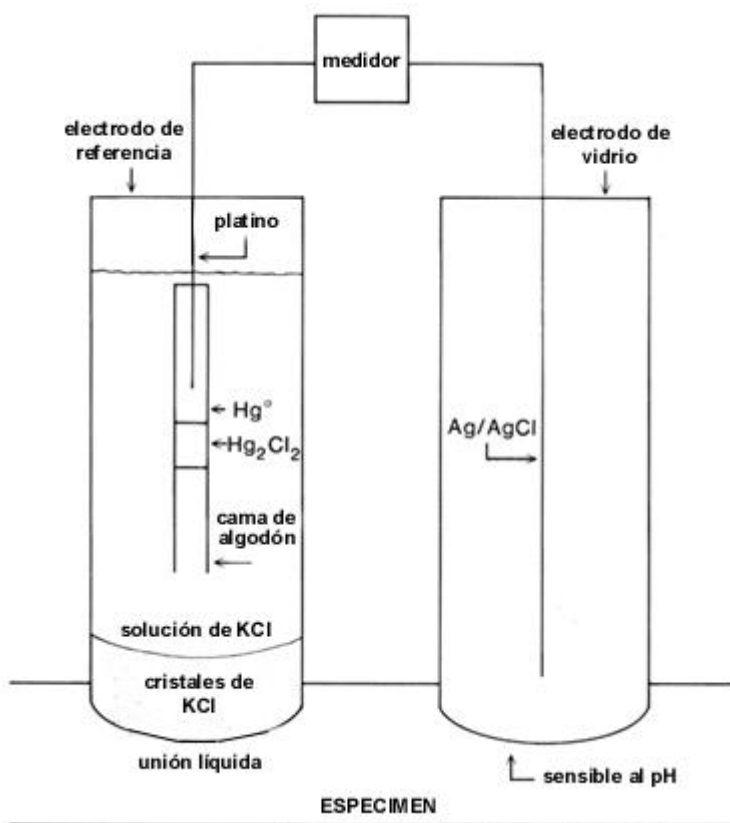 medidor
electrodo de
referencia
electrodo de
vidrio
platino
Hg°
Hg₂Cl₂
Ag/AgCl
cama de
algodón
solución de KCl
cristales de
KCl
unión líquida
sensible al pH
ESPECIMEN